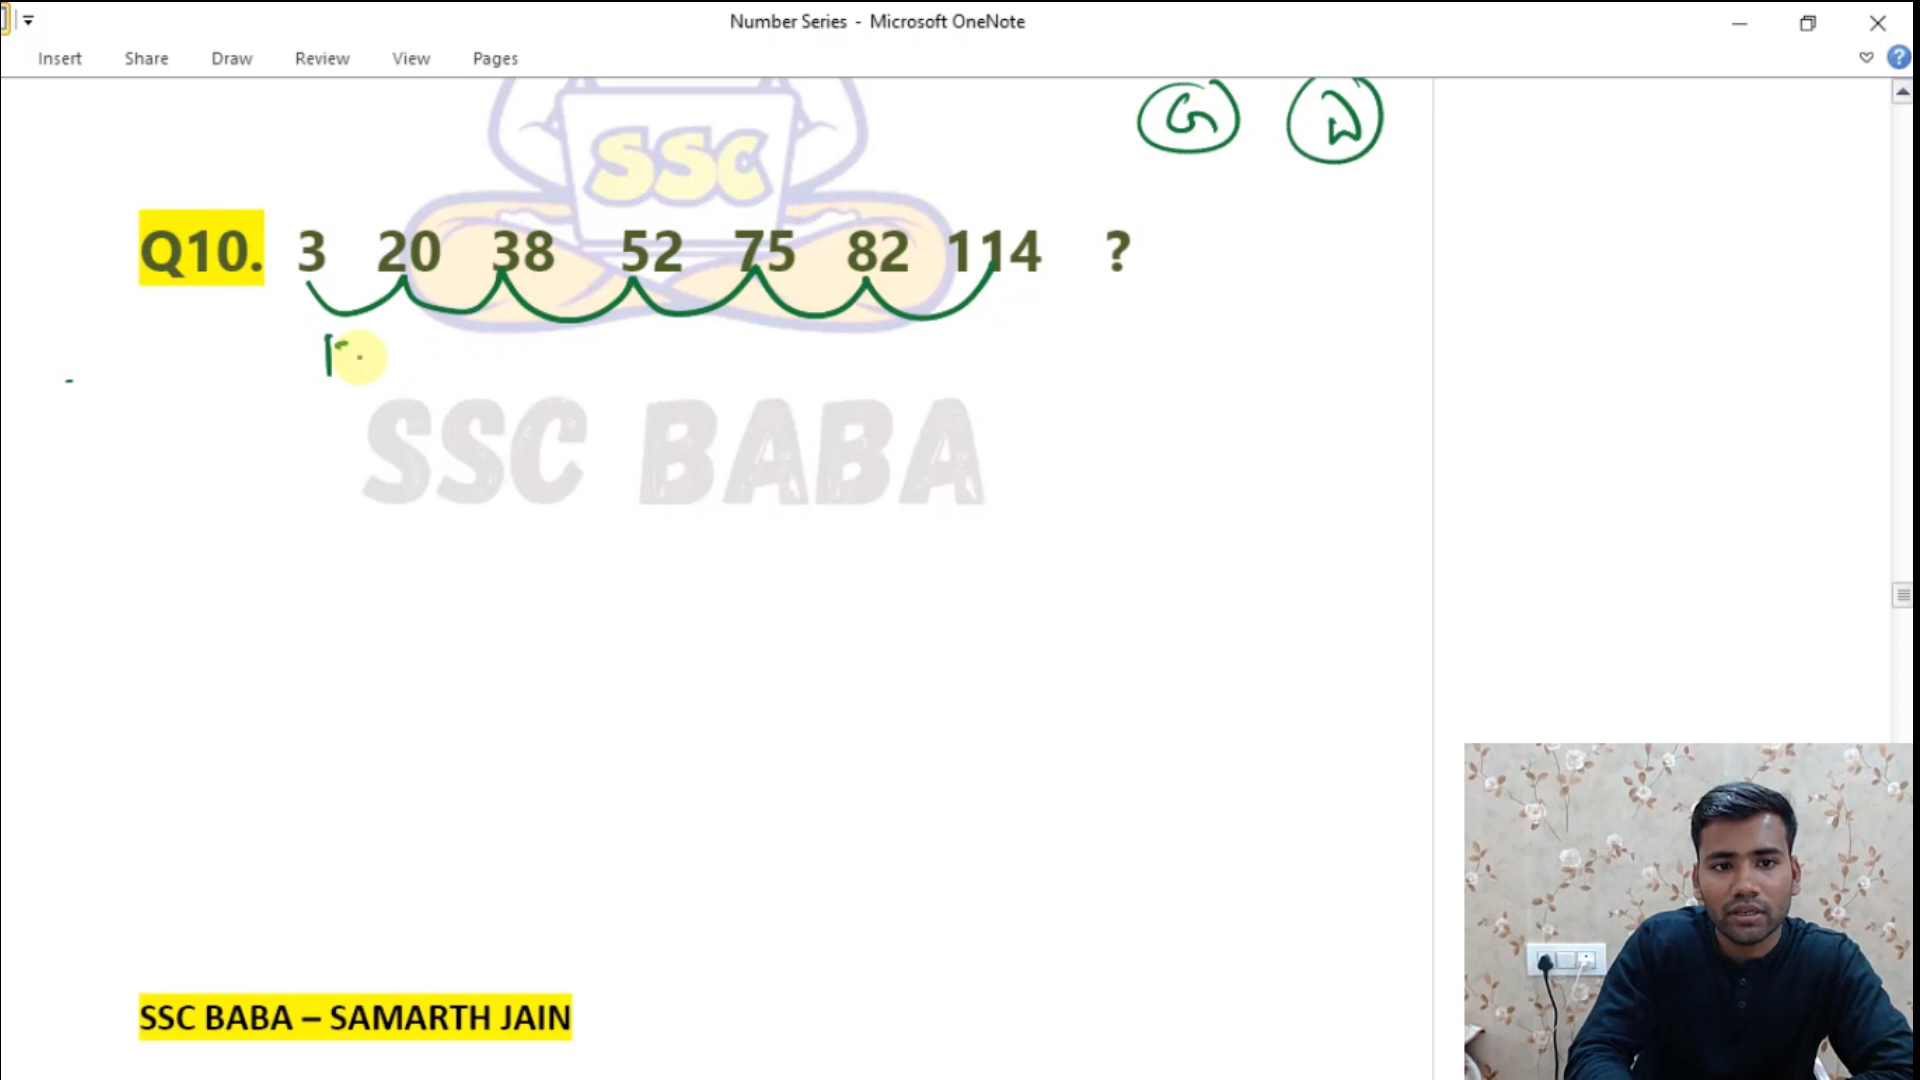 Number Series - Microsoft OneNote
Insert Share Draw Review View Pages
SSC
Q10. 3 20 38 52 75 82 114 ?
SSC BABA
SSC BABA – SAMARTH JAIN